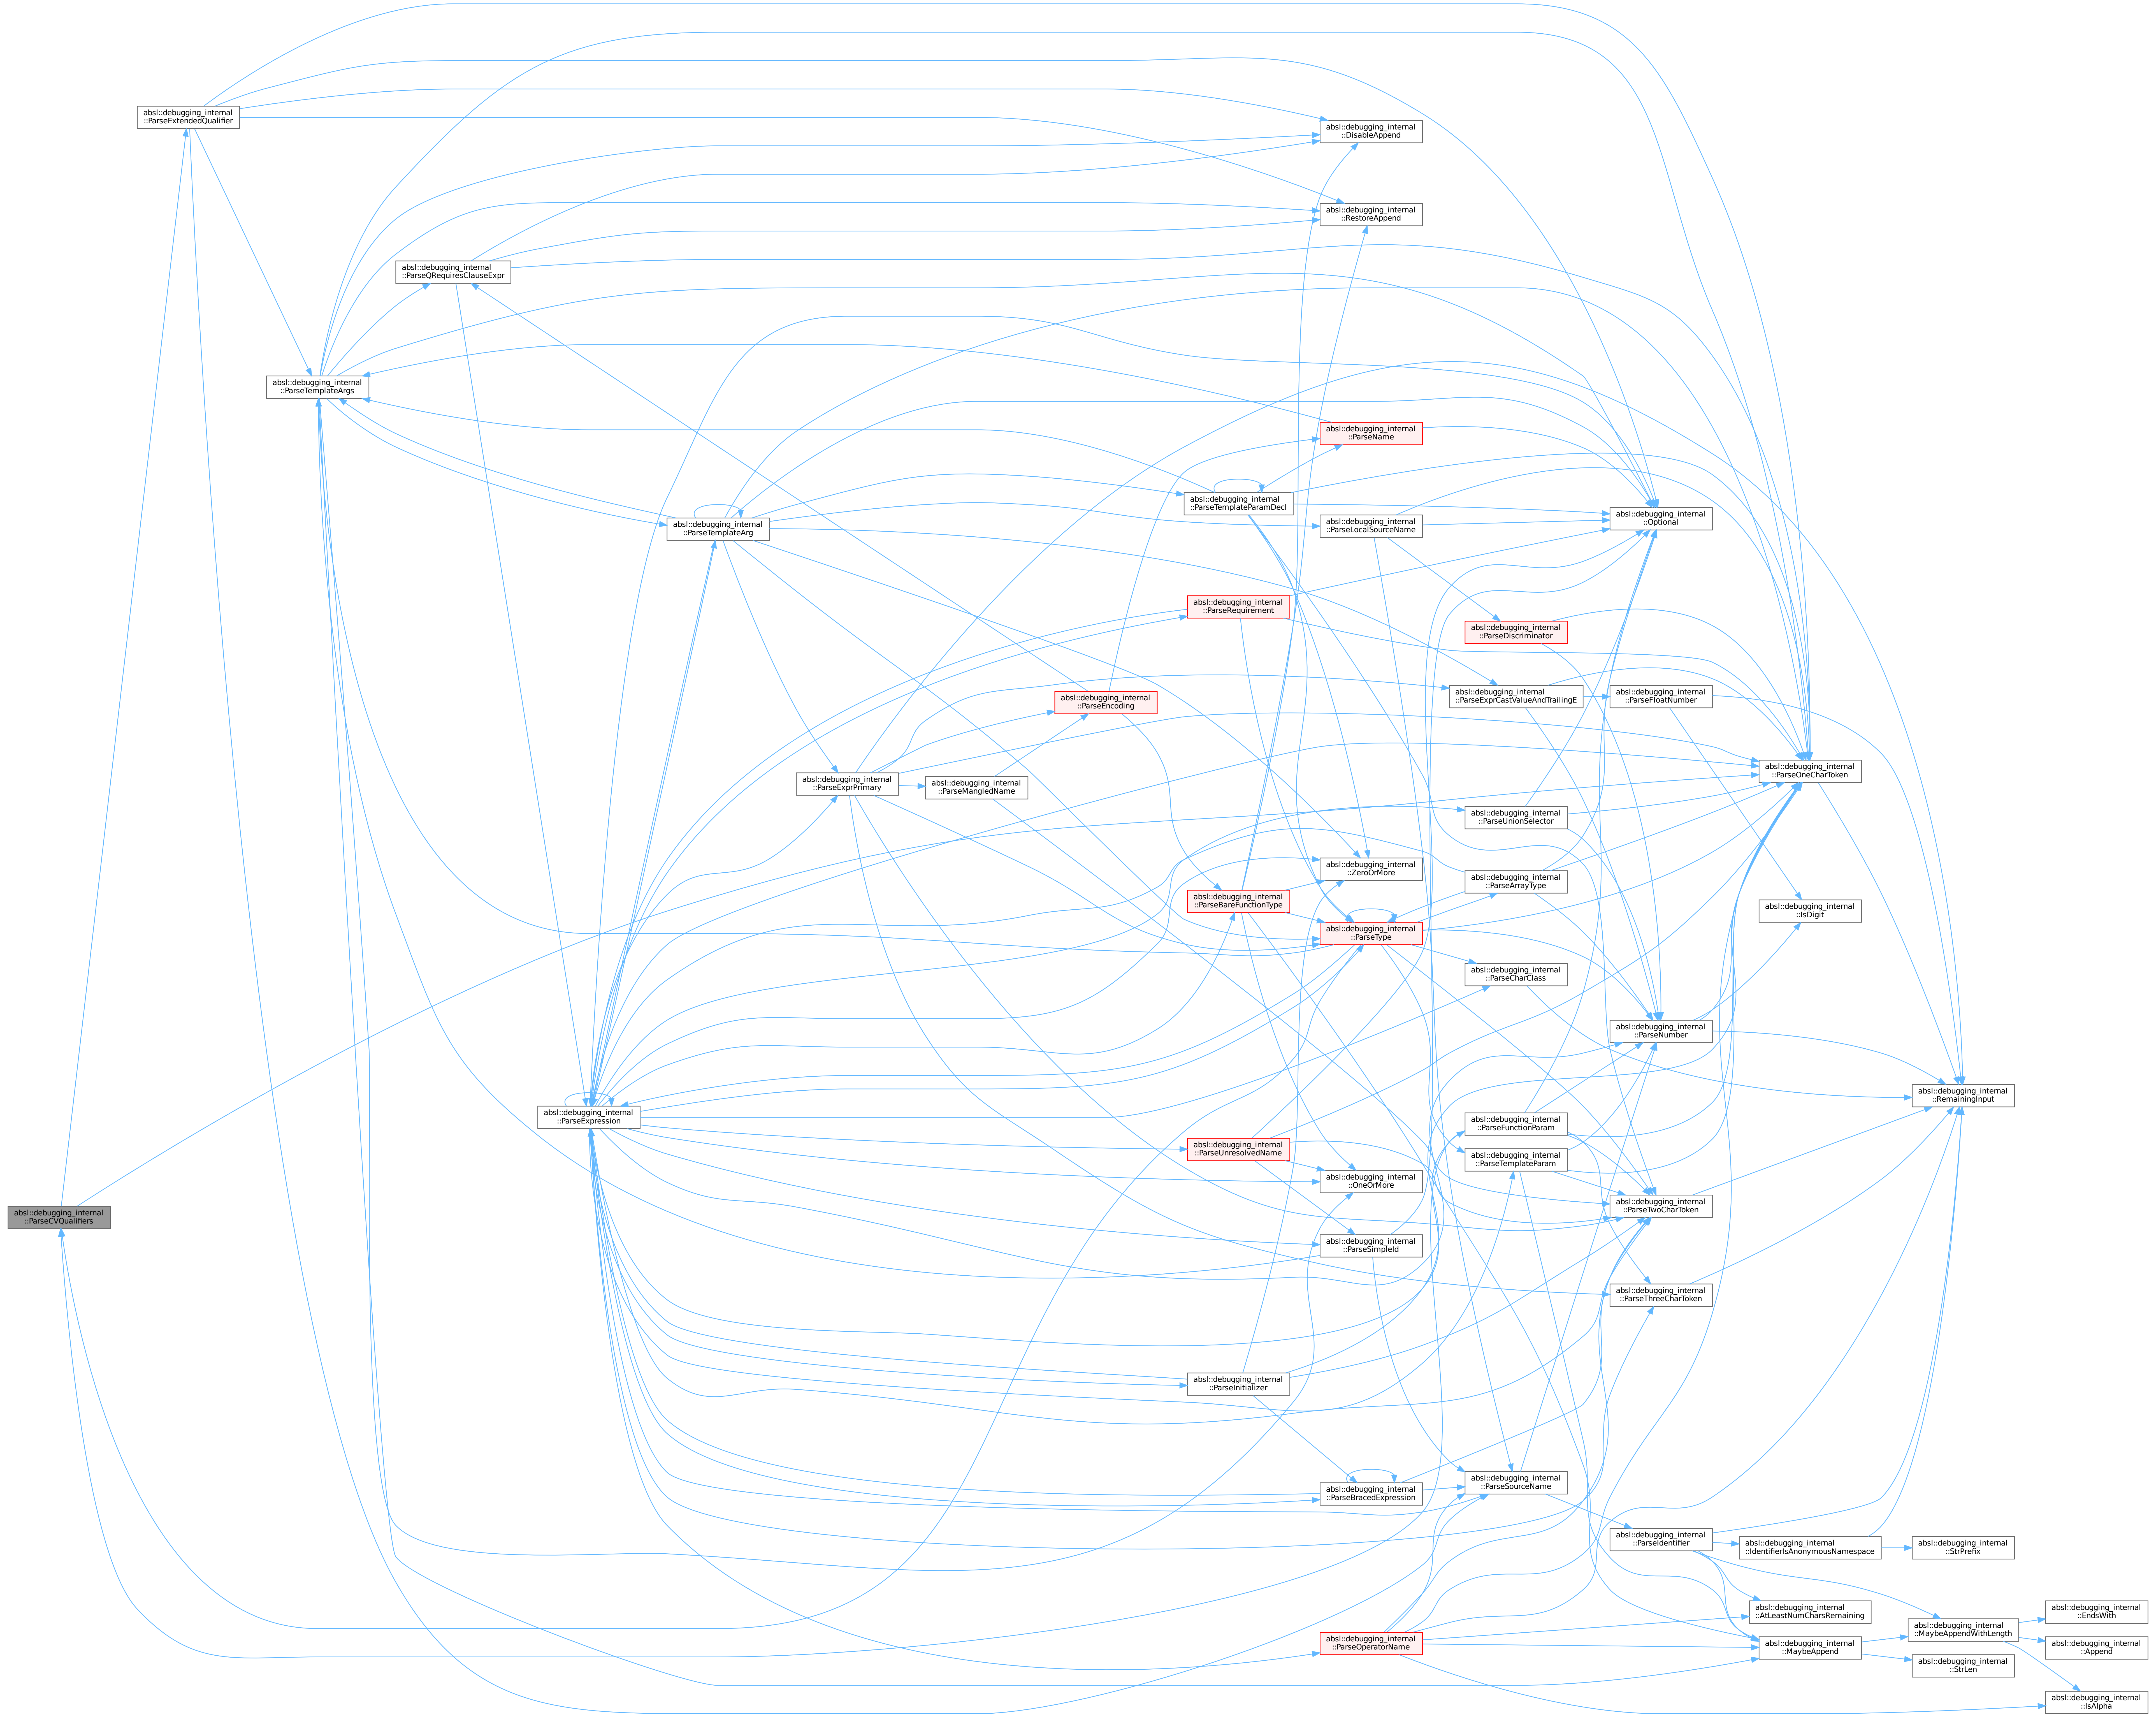 absl::debugging_internal
::ParseCVQualifiers
absl::debugging_internal
::ParseExtendedQualifier
absl::debugging_internal
::ParseTemplateArgs
absl::debugging_internal
::ParseQRequiresClauseExpr
absl::debugging_internal
::ParseExpression
absl::debugging_internal
::ParseTemplateArg
absl::debugging_internal
::ParseExprPrimary
absl::debugging_internal
::ParseEncoding
absl::debugging_internal
::ParseMangledName
absl::debugging_internal
::ParseTemplateParamDecl
absl::debugging_internal
::ParseRequirement
absl::debugging_internal
::ParseBareFunctionType
absl::debugging_internal
::ParseUnresolvedName
absl::debugging_internal
::ParseInitializer
absl::debugging_internal
::DisableAppend
absl::debugging_internal
::RestoreAppend
absl::debugging_internal
::ParseName
absl::debugging_internal
::ParseLocalSourceName
absl::debugging_internal
::ZeroOrMore
absl::debugging_internal
::ParseType
absl::debugging_internal
::OneOrMore
absl::debugging_internal
::ParseSimpleId
absl::debugging_internal
::ParseBracedExpression
absl::debugging_internal
::ParseOperatorName
absl::debugging_internal
::ParseDiscriminator
absl::debugging_internal
::ParseExprCastValueAndTrailingE
absl::debugging_internal
::ParseUnionSelector
absl::debugging_internal
::ParseArrayType
absl::debugging_internal
::ParseCharClass
absl::debugging_internal
::ParseFunctionParam
absl::debugging_internal
::ParseTemplateParam
absl::debugging_internal
::ParseSourceName
absl::debugging_internal
::Optional
absl::debugging_internal
::ParseFloatNumber
absl::debugging_internal
::ParseNumber
absl::debugging_internal
::ParseTwoCharToken
absl::debugging_internal
::ParseThreeCharToken
absl::debugging_internal
::ParseIdentifier
absl::debugging_internal
::ParseOneCharToken
absl::debugging_internal
::IsDigit
absl::debugging_internal
::IdentifierIsAnonymousNamespace
absl::debugging_internal
::AtLeastNumCharsRemaining
absl::debugging_internal
::MaybeAppend
absl::debugging_internal
::RemainingInput
absl::debugging_internal
::StrPrefix
absl::debugging_internal
::MaybeAppendWithLength
absl::debugging_internal
::StrLen
absl::debugging_internal
::EndsWith
absl::debugging_internal
::Append
absl::debugging_internal
::IsAlpha